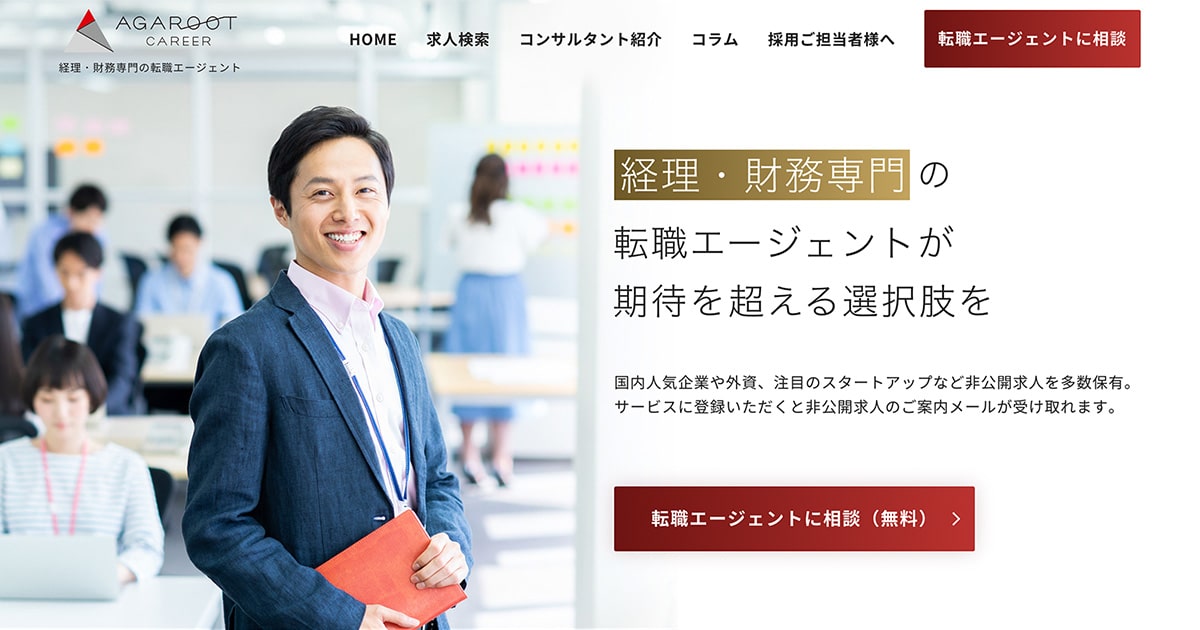 AGAROOT
CAREER
経理・財務専門の転職エージェント
HOME 求人検索 コンサルタント紹介 コラム 採用ご担当者様へ 転職エージェントに相談
経理・財務専門の
転職エージェントが
期待を超える選択肢を
国内人気企業や外資、注目のスタートアップなど非公開求人を多数保有。
サービスに登録いただくと非公開求人のご案内メールが受け取れます。
転職エージェントに相談（無料）